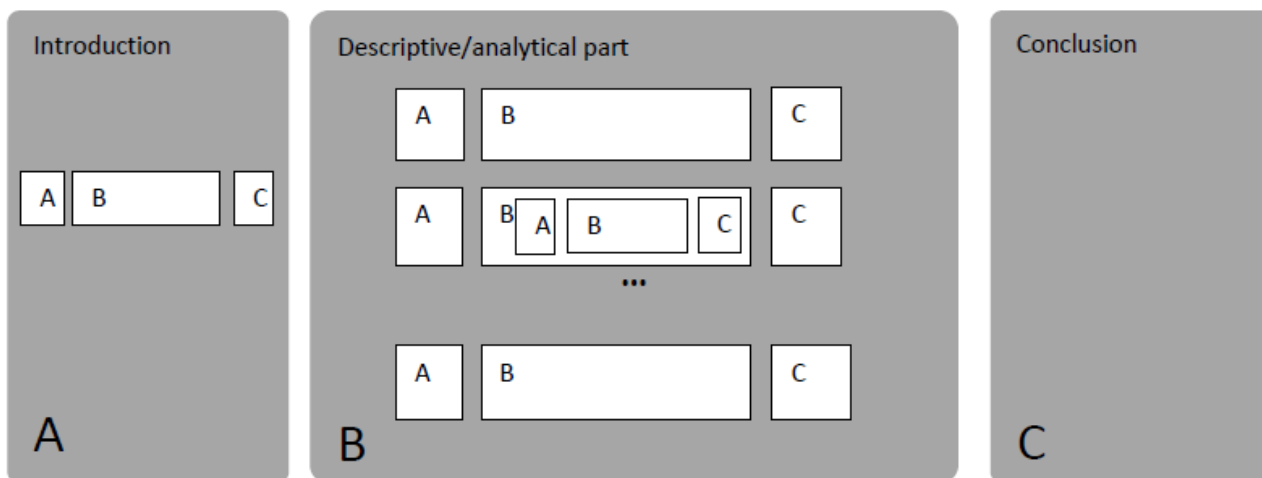 Introduction
A B C
A
Descriptive/analytical part
A B C
A B A B C C
...
A B C
B
Conclusion
C